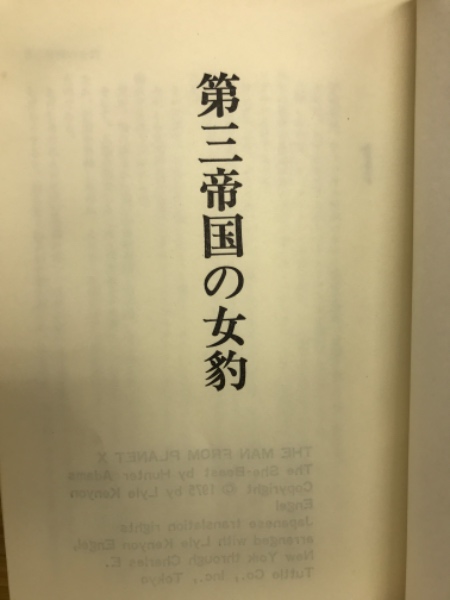 第三帝国の女豹
THE MAN FROM PLANET X
The She-Beast by Hunter Adams
Copyright © 1975 by Lyle Kenyon
Engel
Japanese translation rights
arranged with Lyle Kenyon Engel,
New York through Charles E.
Tuttle Co., Inc., Tokyo